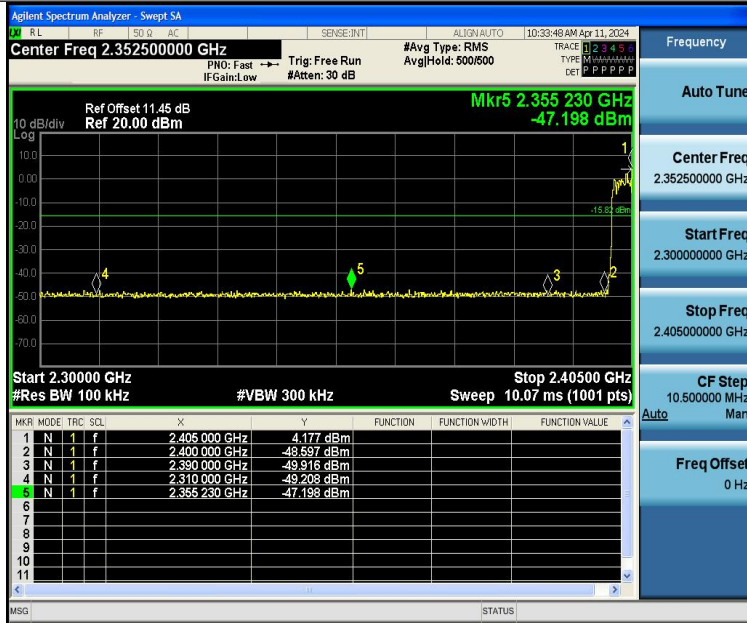 Agilent Spectrum Analyzer - Swept SA
LXI RL RF 50 Ω AC SENSE:INT ALIGN AUTO 10:33:48 AM Apr 11, 2024
Center Freq 2.352500000 GHz
PNO: Fast
IFGain:Low
Trig: Free Run
#Atten: 30 dB
#Avg Type: RMS
Avg|Hold: 500/500
TRACE 1 2 3 4 5 6
TYPE M
DET P P P P P P
Frequency
Mkr5 2.355 230 GHz
-47.198 dBm
Ref Offset 11.45 dB
10 dB/div Ref 20.00 dBm
Log
10.0
0.00
-10.0
-20.0
-30.0
-40.0
-50.0
-60.0
-70.0
1
-15.82 dBm
4
5
3
2
Start 2.30000 GHz Stop 2.40500 GHz
#Res BW 100 kHz #VBW 300 kHz Sweep 10.07 ms (1001 pts)
MKR MODE TRC SCL X Y FUNCTION FUNCTION WIDTH FUNCTION VALUE
1 N 1 f 2.405 000 GHz 4.177 dBm
2 N 1 f 2.400 000 GHz -48.597 dBm
3 N 1 f 2.390 000 GHz -49.916 dBm
4 N 1 f 2.310 000 GHz -49.208 dBm
5 N 1 f 2.355 230 GHz -47.198 dBm
6
7
8
9
10
11
MSG STATUS
Auto Tune
Center Freq
2.352500000 GHz
Start Freq
2.300000000 GHz
Stop Freq
2.405000000 GHz
CF Step
10.500000 MHz
Auto Man
Freq Offset
0 Hz